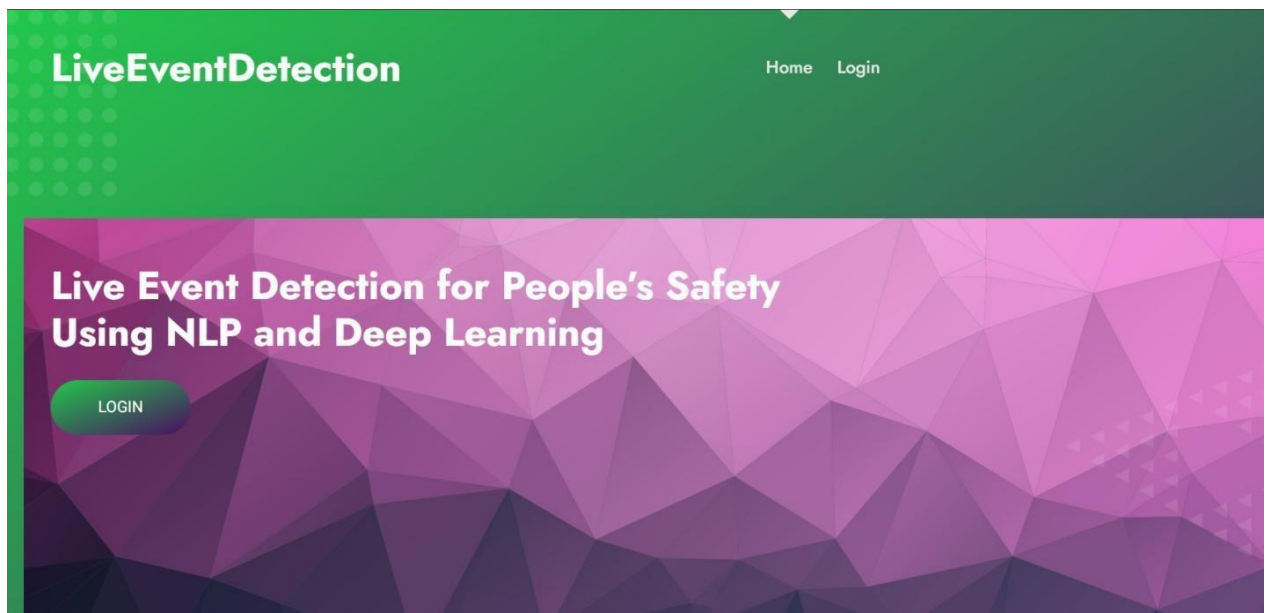 LiveEventDetection
Home Login
Live Event Detection for People's Safety
Using NLP and Deep Learning
LOGIN